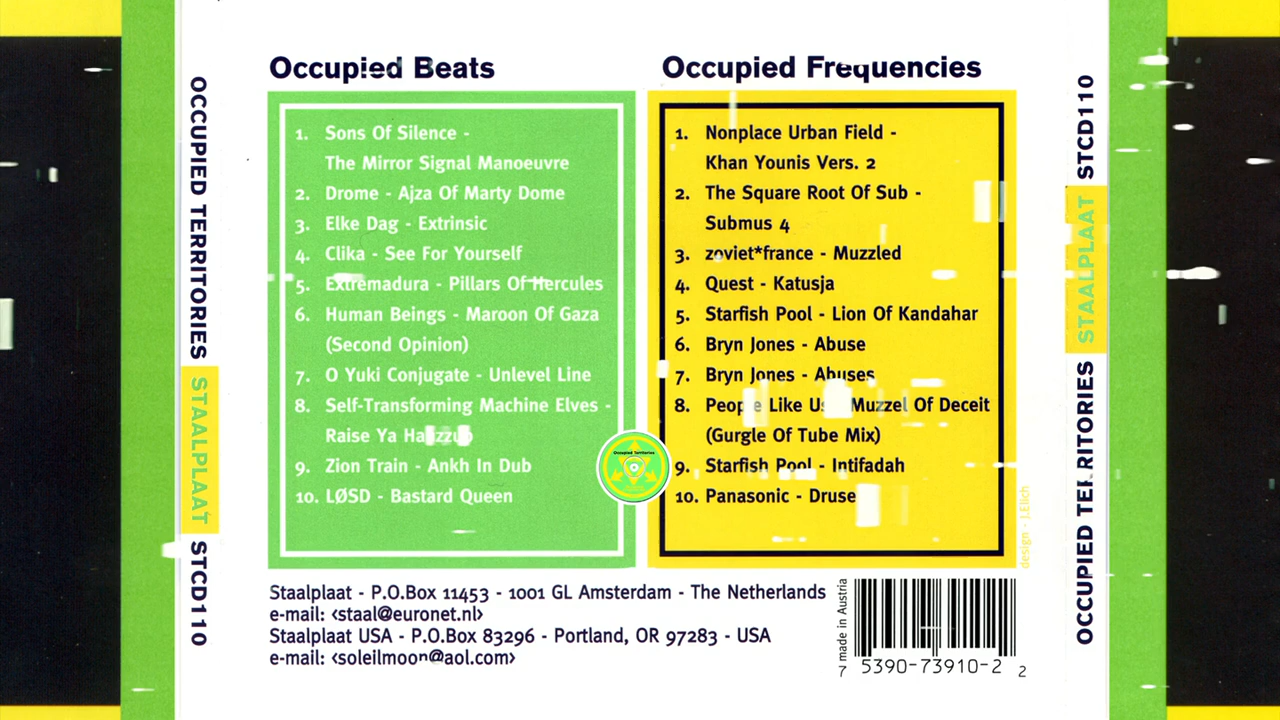 OCCUPIED TERRITORIES STAALPLAAT STCD110
Occupied Beats
1. Sons Of Silence -
The Mirror Signal Manoeuvre
2. Drome - Ajza Of Marty Dome
3. Elke Dag - Extrinsic
4. Clika - See For Yourself
5. Extremadura - Pillars Of Hercules
6. Human Beings - Maroon Of Gaza
(Second Opinion)
7. O Yuki Conjugate - Unlevel Line
8. Self-Transforming Machine Elves -
Raise Ya
9. Zion Train - Ankh In Dub
10. LØSD - Bastard Queen
Occupied Frequencies
1. Nonplace Urban Field -
Khan Younis Vers. 2
2. The Square Root Of Sub -
Submus 4
3. zoviet*france - Muzzled
4. Quest - Katusja
5. Starfish Pool - Lion Of Kandahar
6. Bryn Jones - Abuse
7. Bryn Jones - Abuses
8. People Like Us - Muzzel Of Deceit
(Gurgle Of Tube Mix)
9. Starfish Pool - Intifadah
10. Panasonic - Druse
Occupied Territories
design - J.Elich
Staalplaat - P.O.Box 11453 - 1001 GL Amsterdam - The Netherlands
e-mail: <staal@euronet.nl>
Staalplaat USA - P.O.Box 83296 - Portland, OR 97283 - USA
e-mail: <soleilmoon@aol.com>
made in Austria
7 5390-73910-2 2
OCCUPIED TERRITORIES STAALPLAAT STCD110